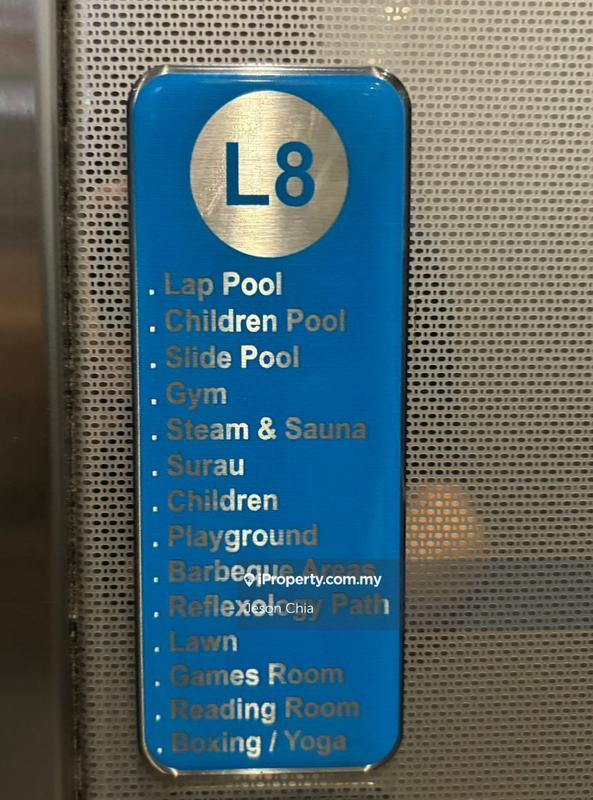 L8
. Lap Pool
. Children Pool
. Slide Pool
. Gym
. Steam & Sauna
. Surau
. Children
. Playground
. Barbeque Areas
iProperty.com.my
. Reflexology Path
Jeson Chia
. Lawn
. Games Room
. Reading Room
. Boxing / Yoga